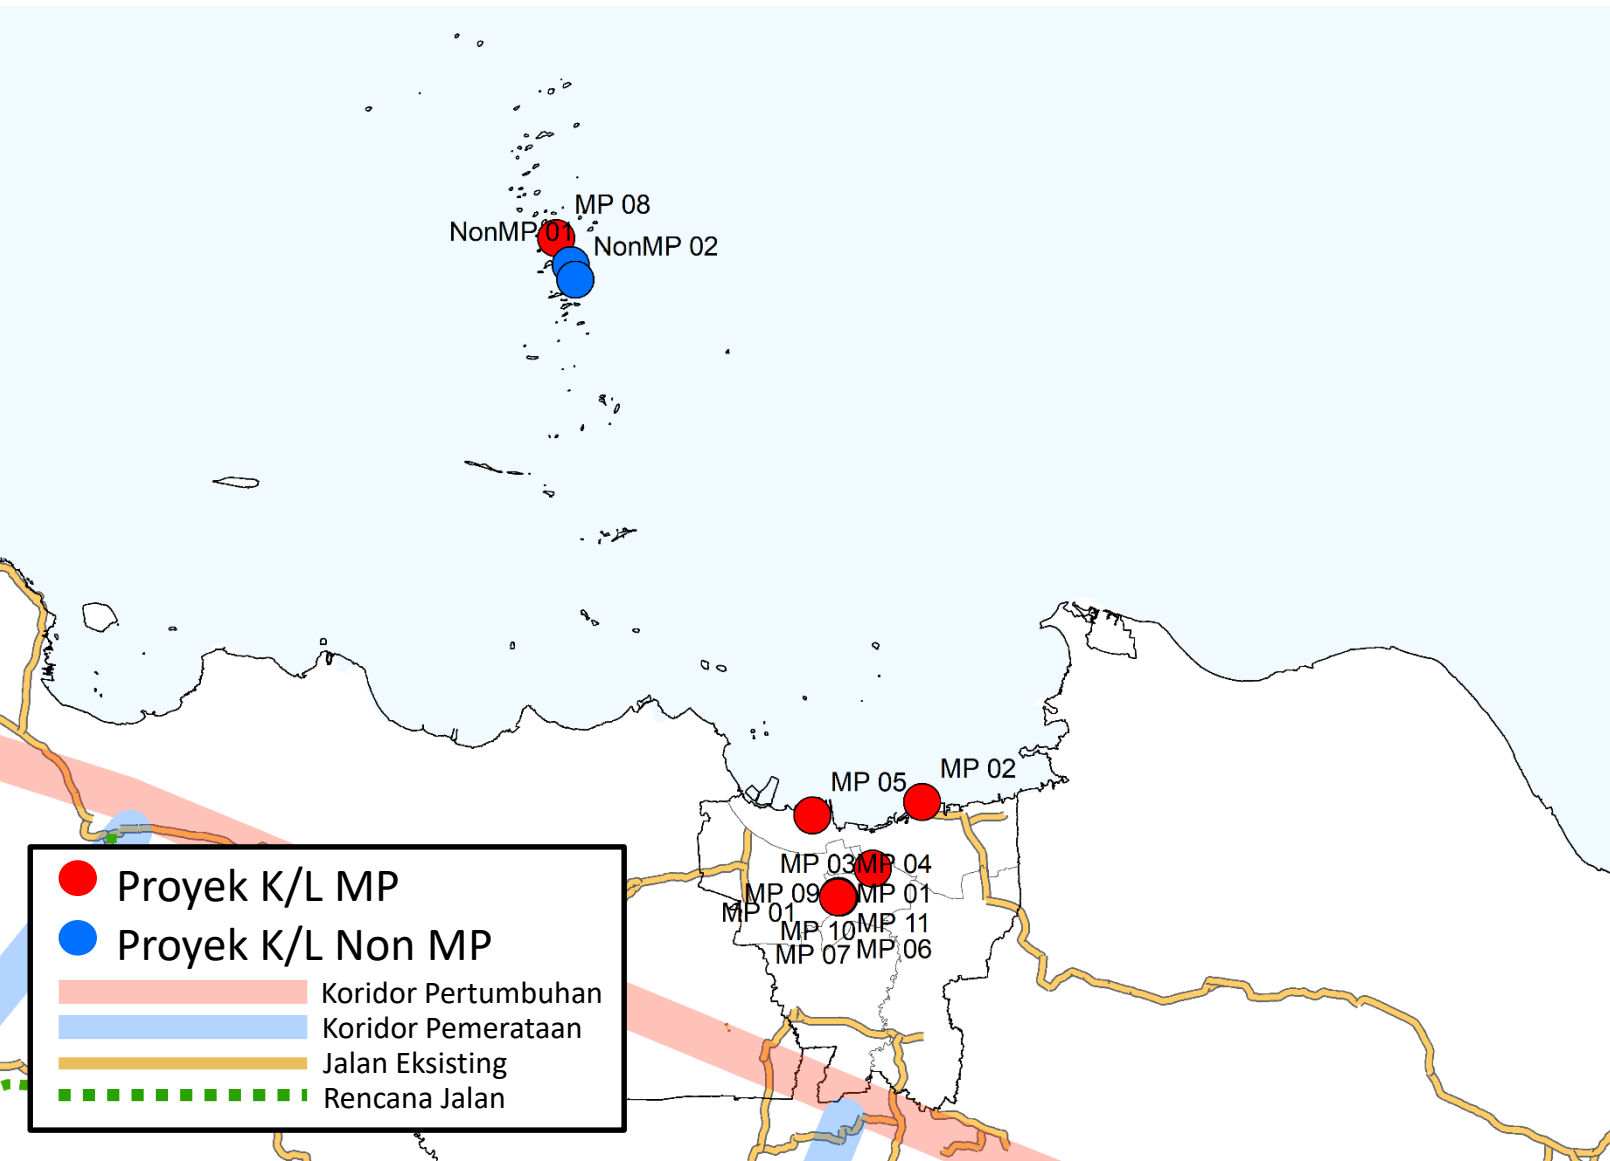 MP 08
NonMP 01
NonMP 02
MP 02
MP 05
MP 03
MP 04
MP 09
MP 01
MP 01
MP 11
MP 10
MP 06
MP 07
Proyek K/L MP
Proyek K/L Non MP
Koridor Pertumbuhan
Koridor Pemerataan
Jalan Eksisting
Rencana Jalan